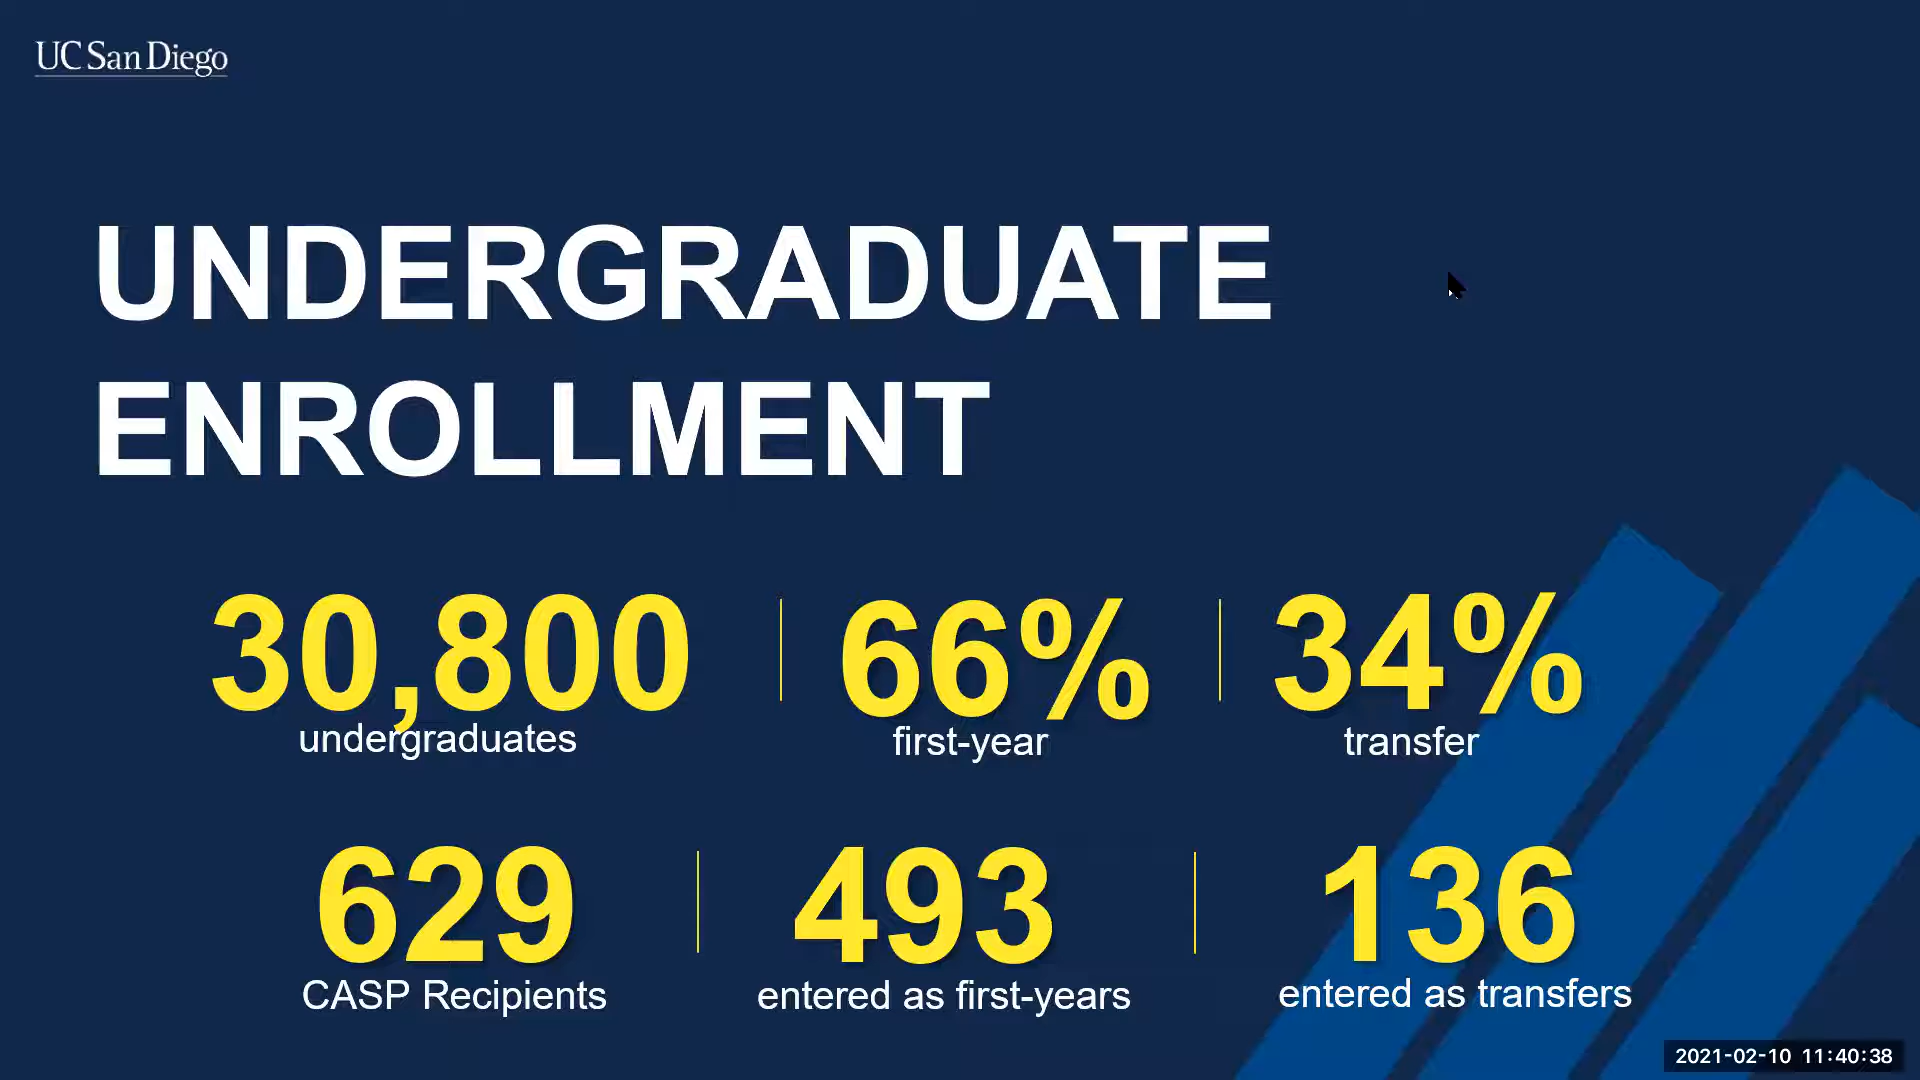 UC San Diego
UNDERGRADUATE
ENROLLMENT
30,800
undergraduates
66%
first-year
34%
transfer
629
CASP Recipients
493
entered as first-years
136
entered as transfers
2021-02-10 11:40:38